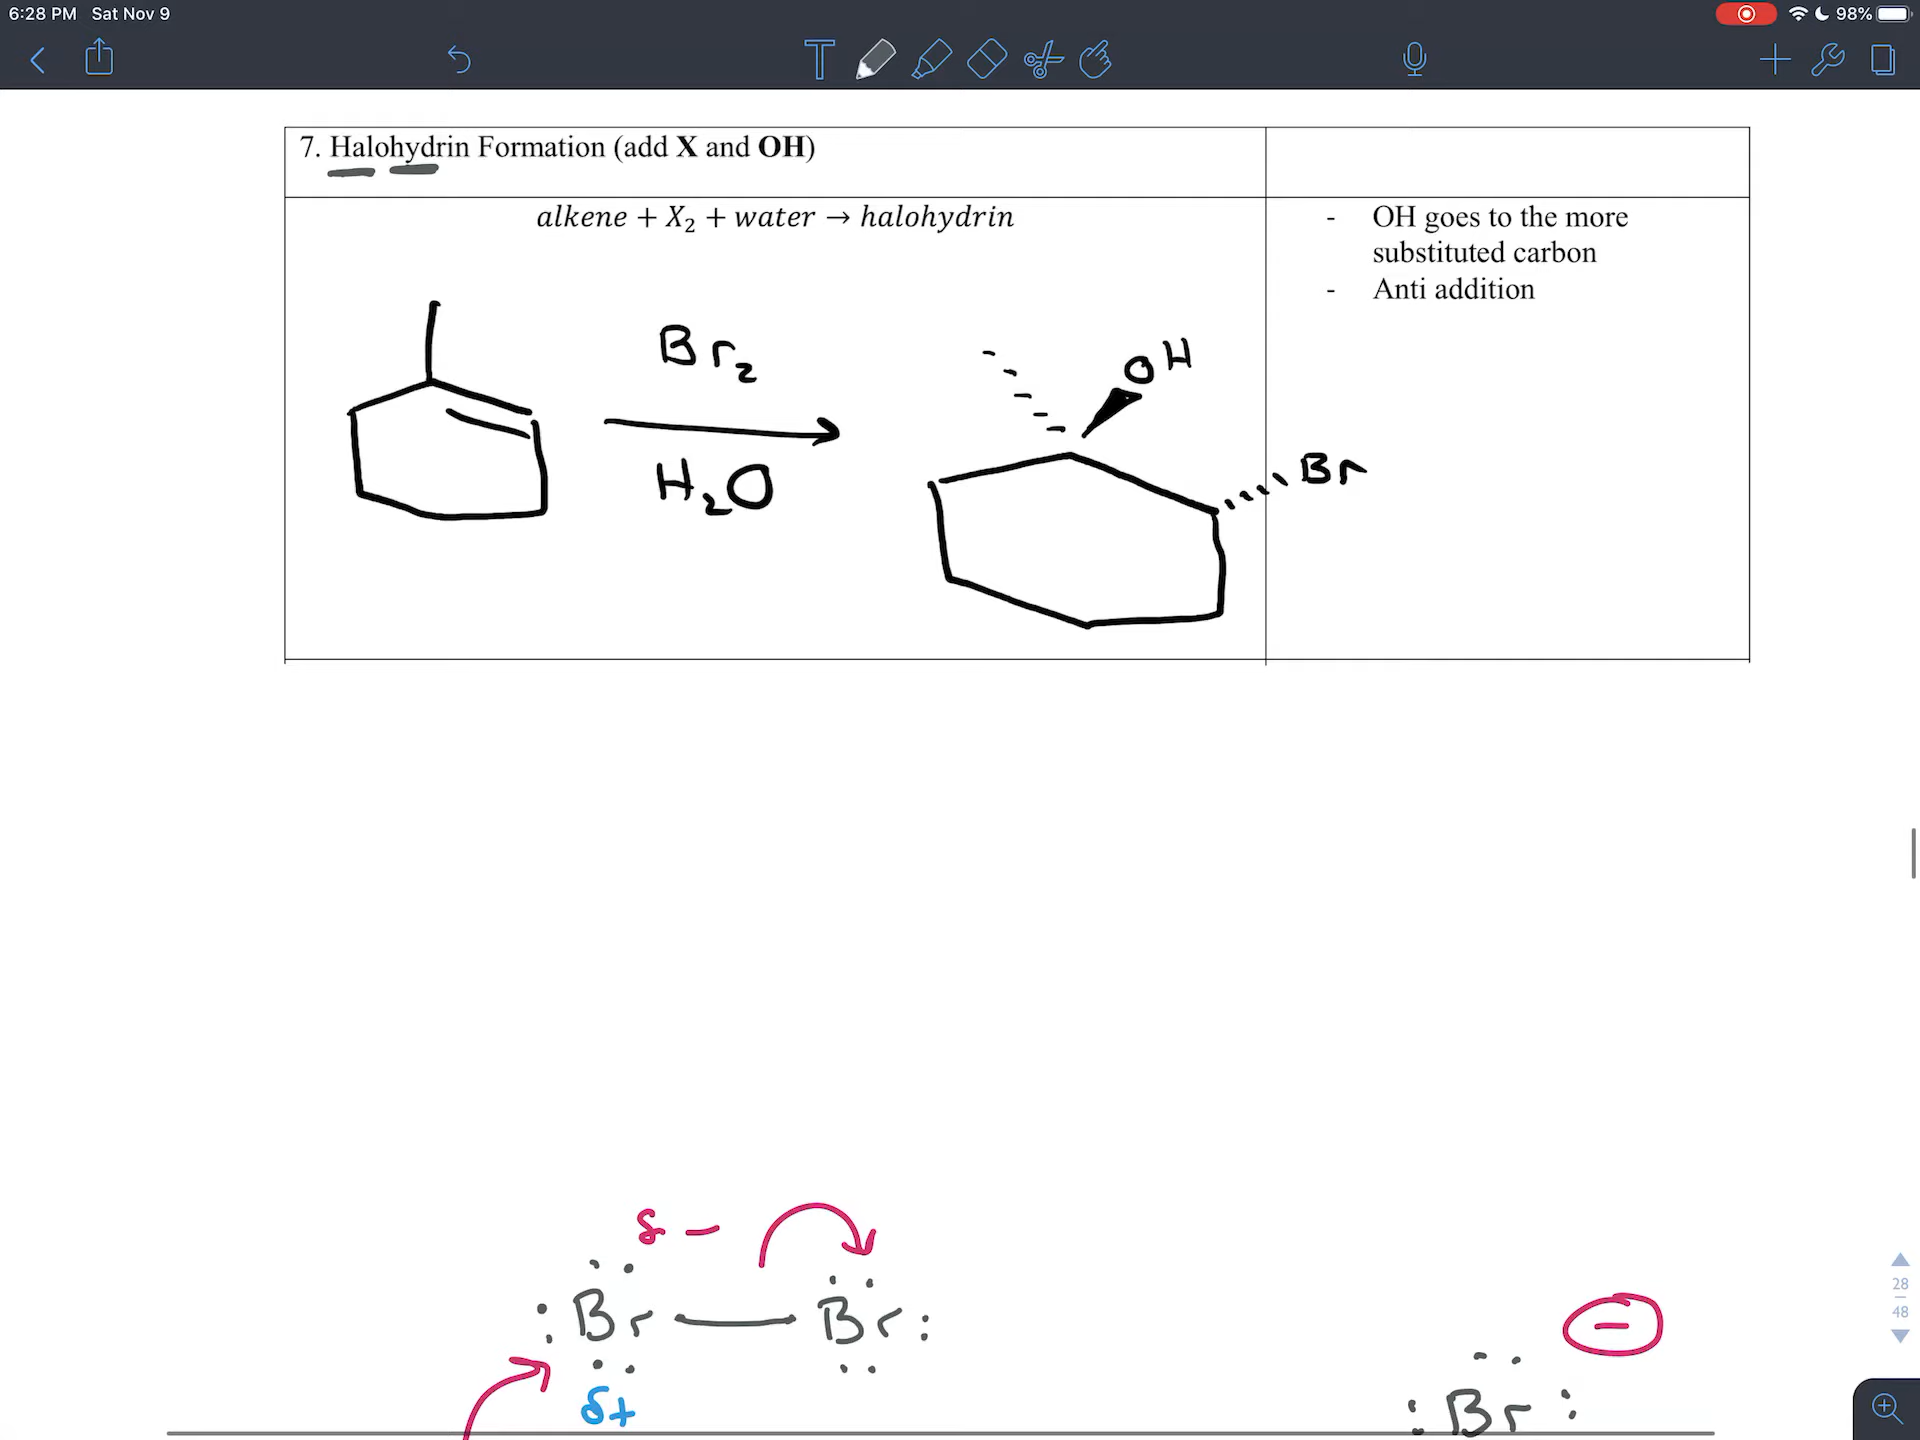 6:28 PM Sat Nov 9
98%
7. Halohydrin Formation (add X and OH)
alkene + X₂ + water → halohydrin
- OH goes to the more
substituted carbon
- Anti addition
Br₂
H₂O
OH
Br
δ −
:Br — Br:
δ+
−
:Br:
28
48